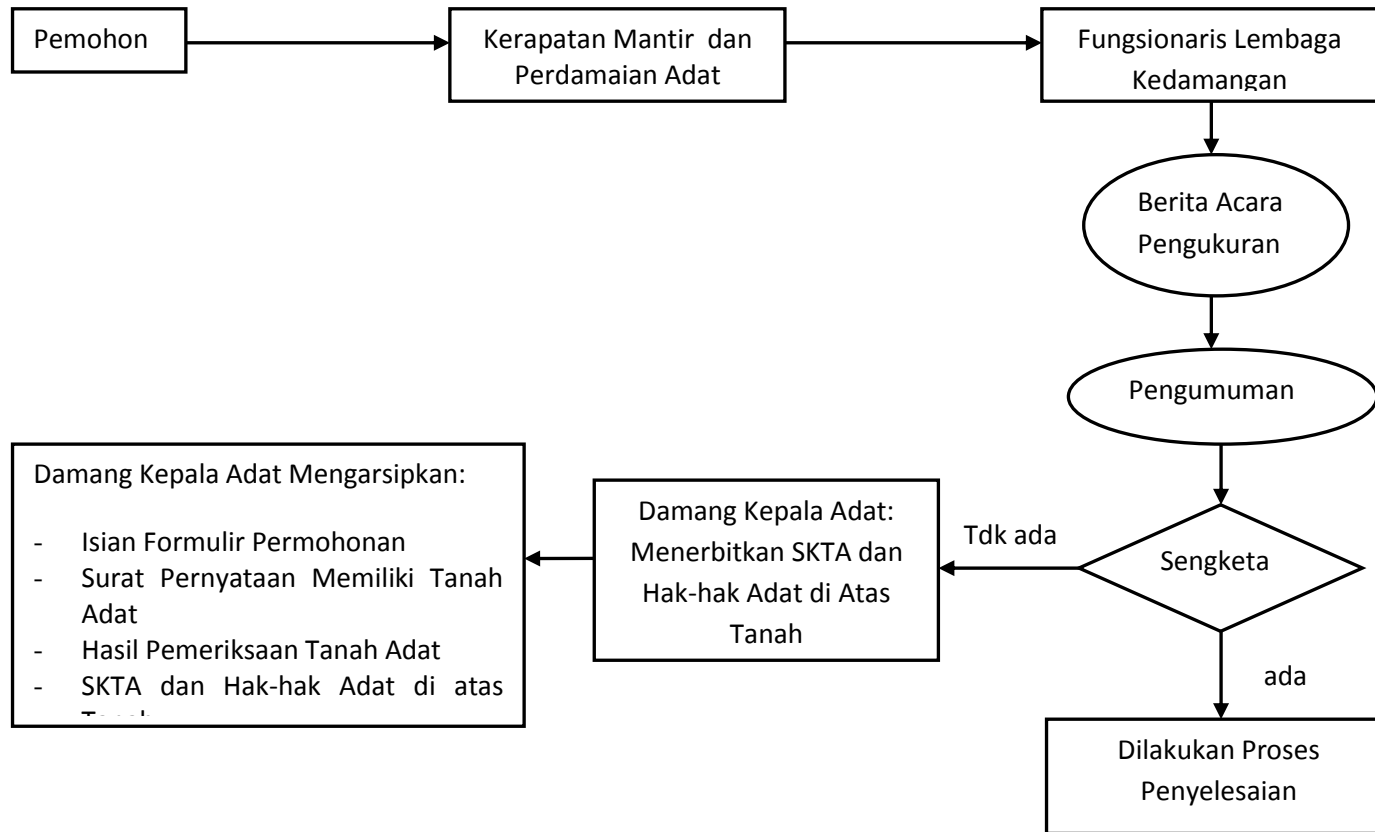 Pemohon
Kerapatan Mantir dan
Perdamaian Adat
Fungsionaris Lembaga
Kedamangan
Berita Acara
Pengukuran
Pengumuman
Sengketa
Tdk ada
ada
Damang Kepala Adat:
Menerbitkan SKTA dan
Hak-hak Adat di Atas
Tanah
Damang Kepala Adat Mengarsipkan:
- Isian Formulir Permohonan
- Surat Pernyataan Memiliki Tanah
Adat
- Hasil Pemeriksaan Tanah Adat
- SKTA dan Hak-hak Adat di atas
Dilakukan Proses
Penyelesaian